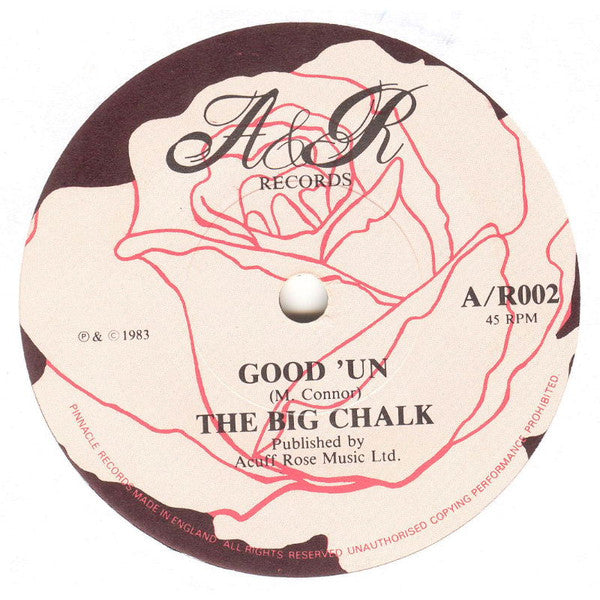 A&R
RECORDS
A/R002
45 RPM
℗ & © 1983
GOOD 'UN
(M. Connor)
THE BIG CHALK
Published by
Acuff Rose Music Ltd.
PINNACLE RECORDS MADE IN ENGLAND. ALL RIGHTS RESERVED UNAUTHORISED COPYING PERFORMANCE PROHIBITED.